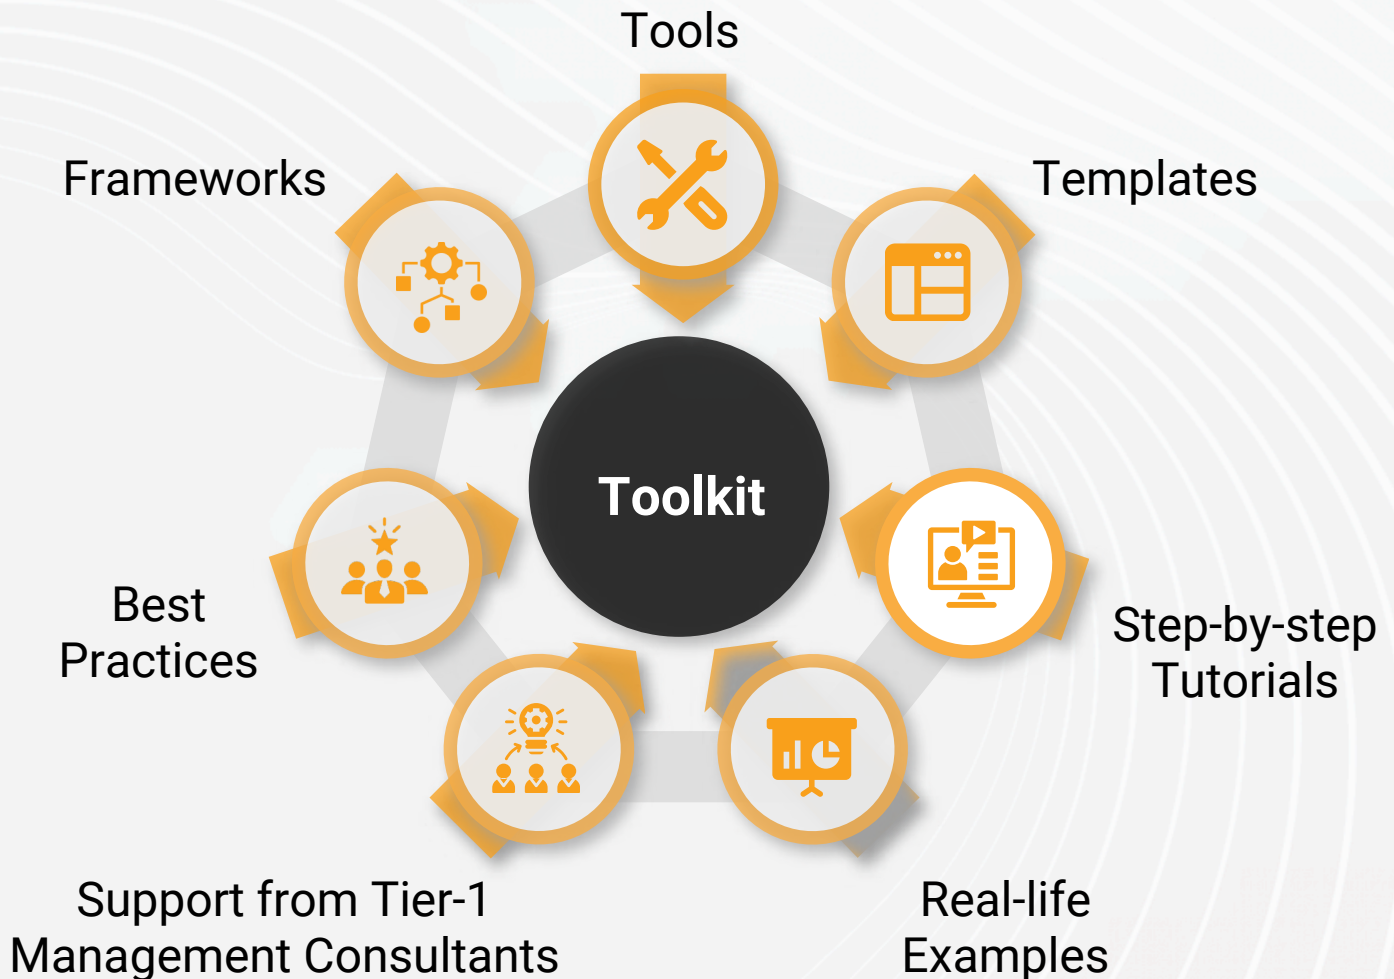 Tools
Frameworks
Templates
Toolkit
Best
Practices
Step-by-step
Tutorials
Support from Tier-1
Management Consultants
Real-life
Examples